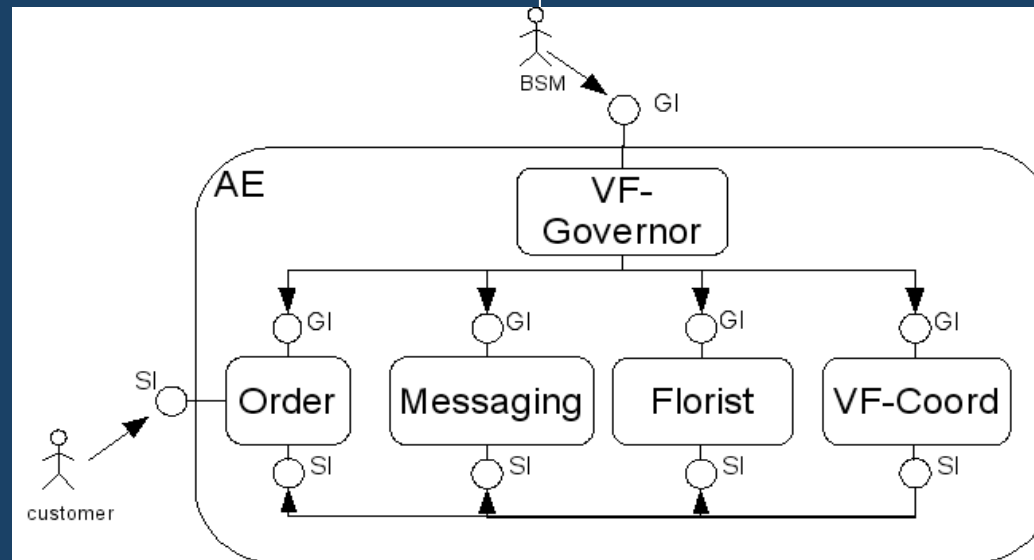 BSM
GI
AE
VF-
Governor
GI
GI
GI
GI
SI
Order
Messaging
Florist
VF-Coord
SI
SI
SI
SI
customer